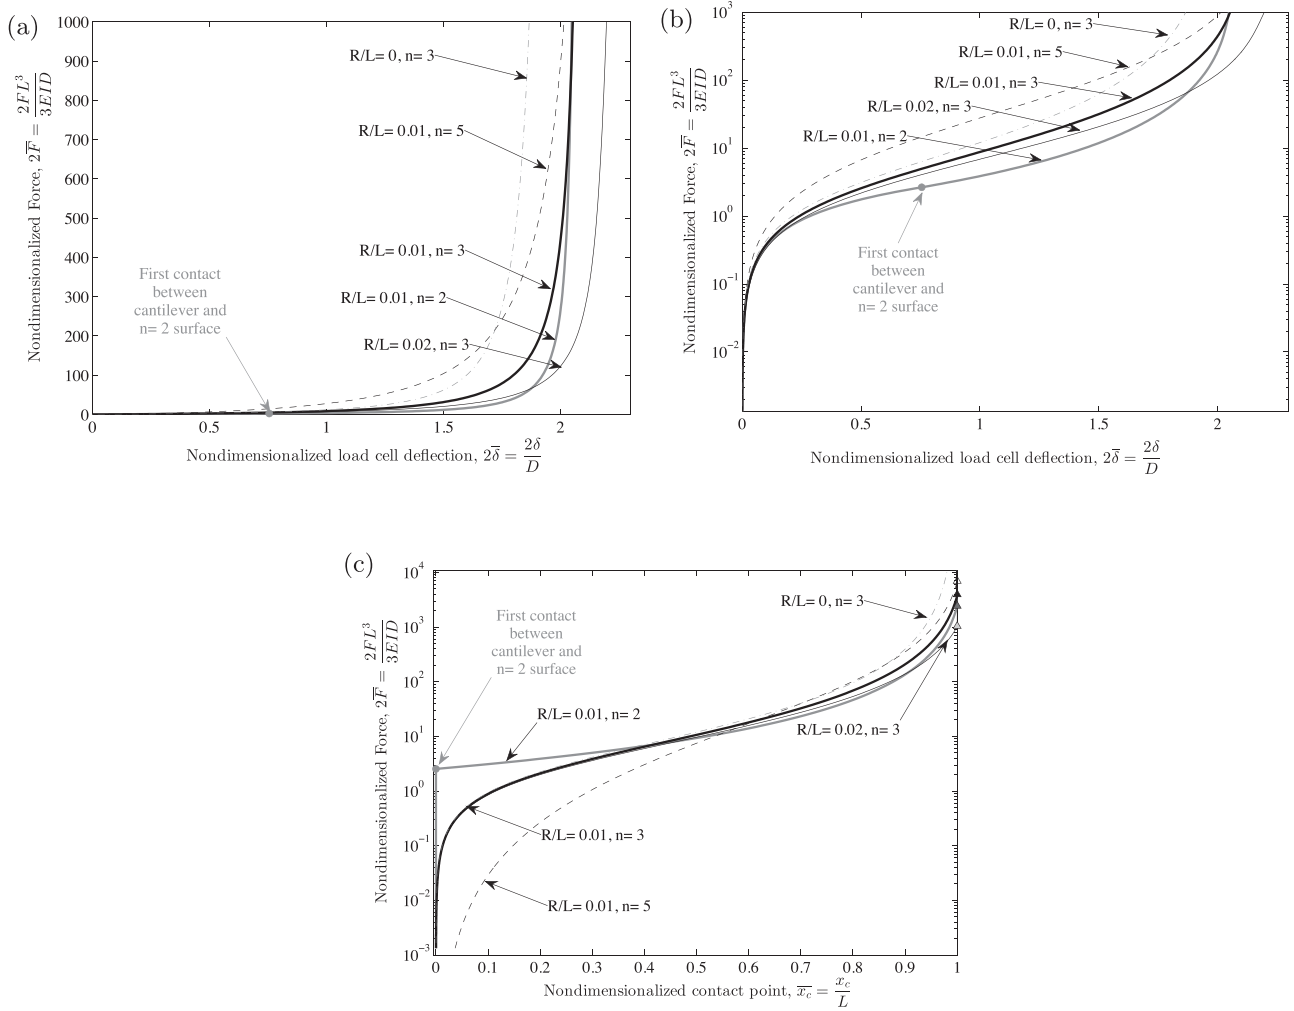 (a)
1000
900
800
700
600
500
400
300
200
100
0
0 0.5 1 1.5 2
Nondimensionalized Force, 2F̅ = 2FL³/3EID
Nondimensionalized load cell deflection, 2δ̅ = 2δ/D
R/L= 0, n= 3
R/L= 0.01, n= 5
R/L= 0.01, n= 3
R/L= 0.01, n= 2
R/L= 0.02, n= 3
First contact
between
cantilever and
n= 2 surface
(b)
10³
10²
10¹
10⁰
10⁻¹
10⁻²
0 0.5 1 1.5 2
Nondimensionalized Force, 2F̅ = 2FL³/3EID
Nondimensionalized load cell deflection, 2δ̅ = 2δ/D
R/L= 0, n= 3
R/L= 0.01, n= 5
R/L= 0.01, n= 3
R/L= 0.02, n= 3
R/L= 0.01, n= 2
First contact
between
cantilever and
n= 2 surface
(c)
10⁴
10³
10²
10¹
10⁰
10⁻¹
10⁻²
10⁻³
0 0.1 0.2 0.3 0.4 0.5 0.6 0.7 0.8 0.9 1
Nondimensionalized Force, 2F̅ = 2FL³/3EID
Nondimensionalized contact point, x̅c = xc/L
R/L= 0, n= 3
First contact
between
cantilever and
n= 2 surface
R/L= 0.01, n= 2
R/L= 0.02, n= 3
R/L= 0.01, n= 3
R/L= 0.01, n= 5